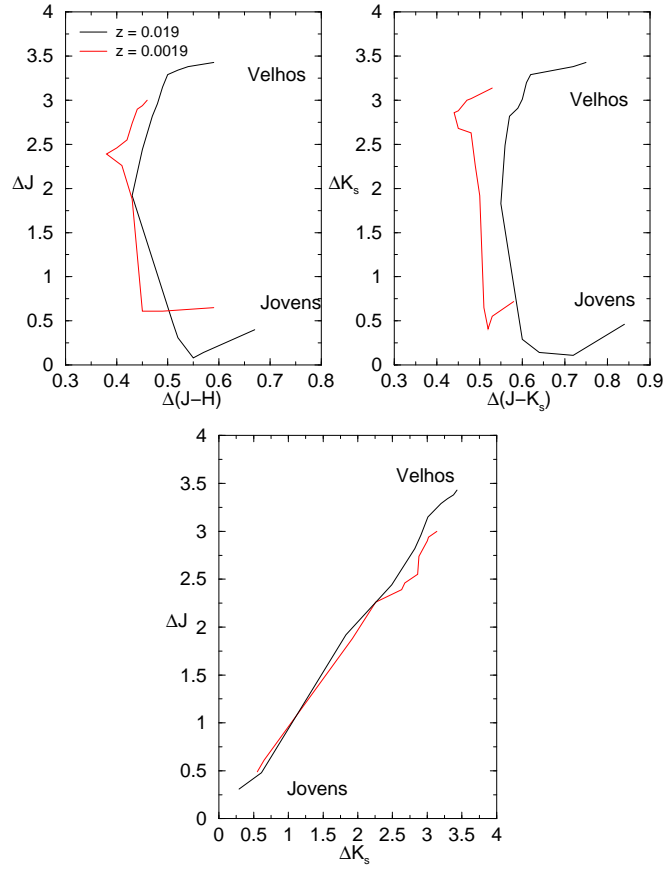 4
3.5
3
2.5
ΔJ
2
1.5
1
0.5
0
0.3 0.4 0.5 0.6 0.7 0.8
Δ(J−H)
z = 0.019
z = 0.0019
Velhos
Jovens
4
3.5
3
2.5
ΔKs
2
1.5
1
0.5
0
0.3 0.4 0.5 0.6 0.7 0.8 0.9
Δ(J−Ks)
Velhos
Jovens
4
3.5
3
2.5
ΔJ
2
1.5
1
0.5
0
0 0.5 1 1.5 2 2.5 3 3.5 4
ΔKs
Velhos
Jovens